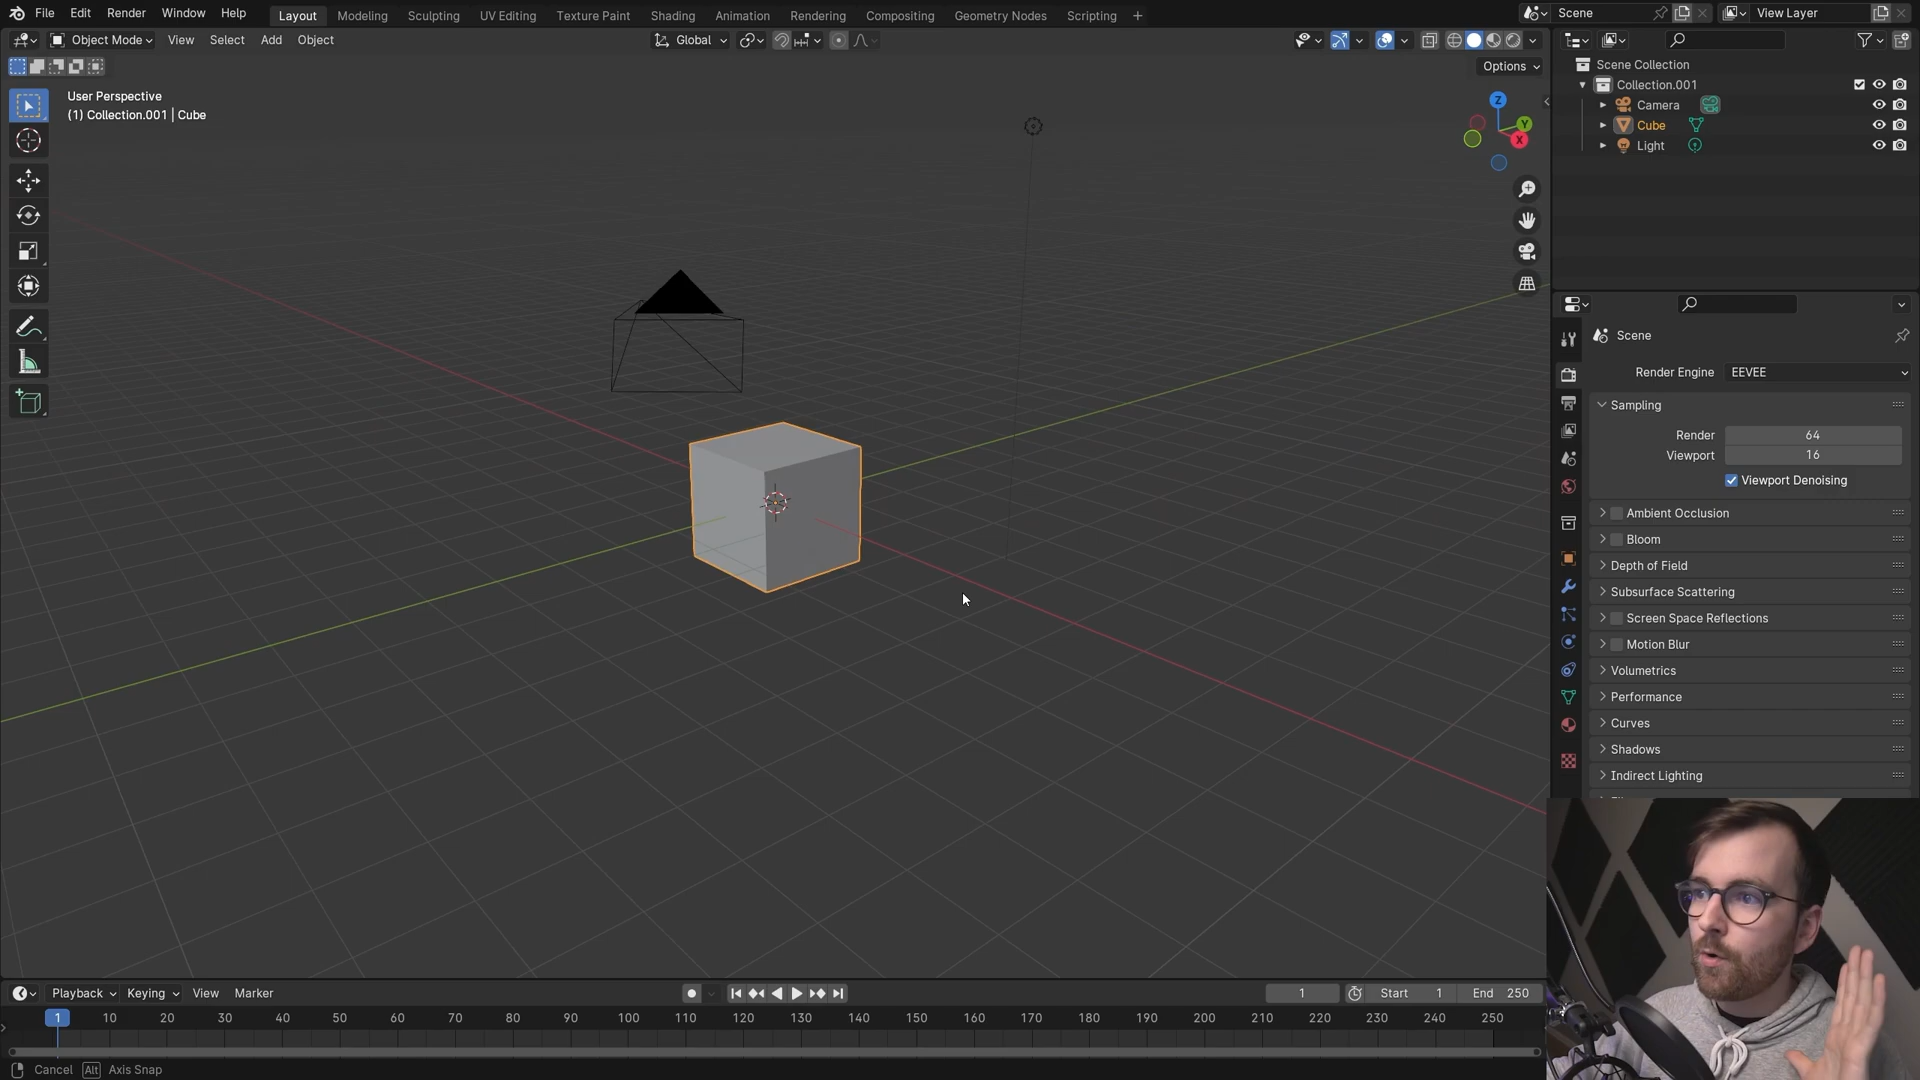 File Edit Render Window Help Layout Modeling Sculpting UV Editing Texture Paint Shading Animation Rendering Compositing Geometry Nodes Scripting + Scene View Layer
Object Mode View Select Add Object Global
Options
User Perspective
(1) Collection.001 | Cube
Z
Y
X
Scene Collection
Collection.001
Camera
Cube
Light
Scene
Render Engine EEVEE
Sampling
Render 64
Viewport 16
Viewport Denoising
Ambient Occlusion
Bloom
Depth of Field
Subsurface Scattering
Screen Space Reflections
Motion Blur
Volumetrics
Performance
Curves
Shadows
Indirect Lighting
Playback Keying View Marker 1 Start 1 End 250
1 10 20 30 40 50 60 70 80 90 100 110 120 130 140 150 160 170 180 190 200 210 220 230 240 250
Cancel Alt Axis Snap